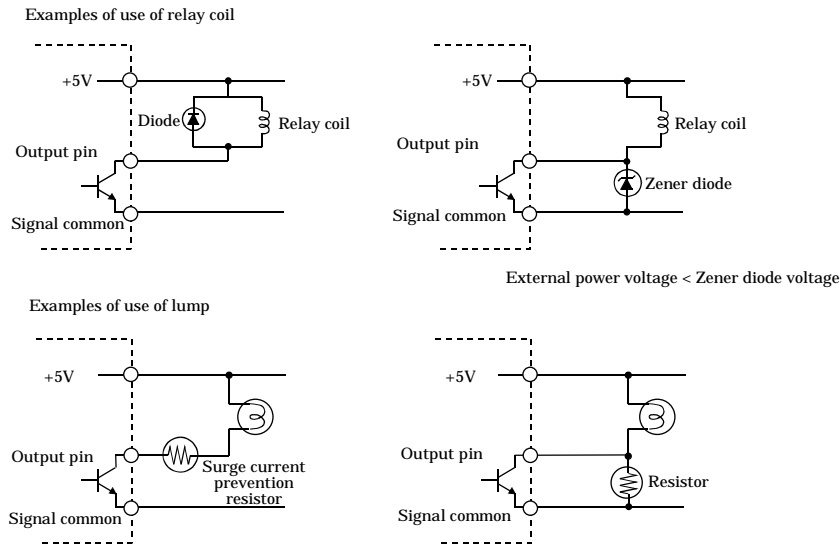 Examples of use of relay coil
+5V
Diode
Relay coil
Output pin
Signal common
+5V
Relay coil
Output pin
Zener diode
Signal common
External power voltage < Zener diode voltage
Examples of use of lump
+5V
Output pin
Surge current
prevention
resistor
Signal common
+5V
Output pin
Resistor
Signal common